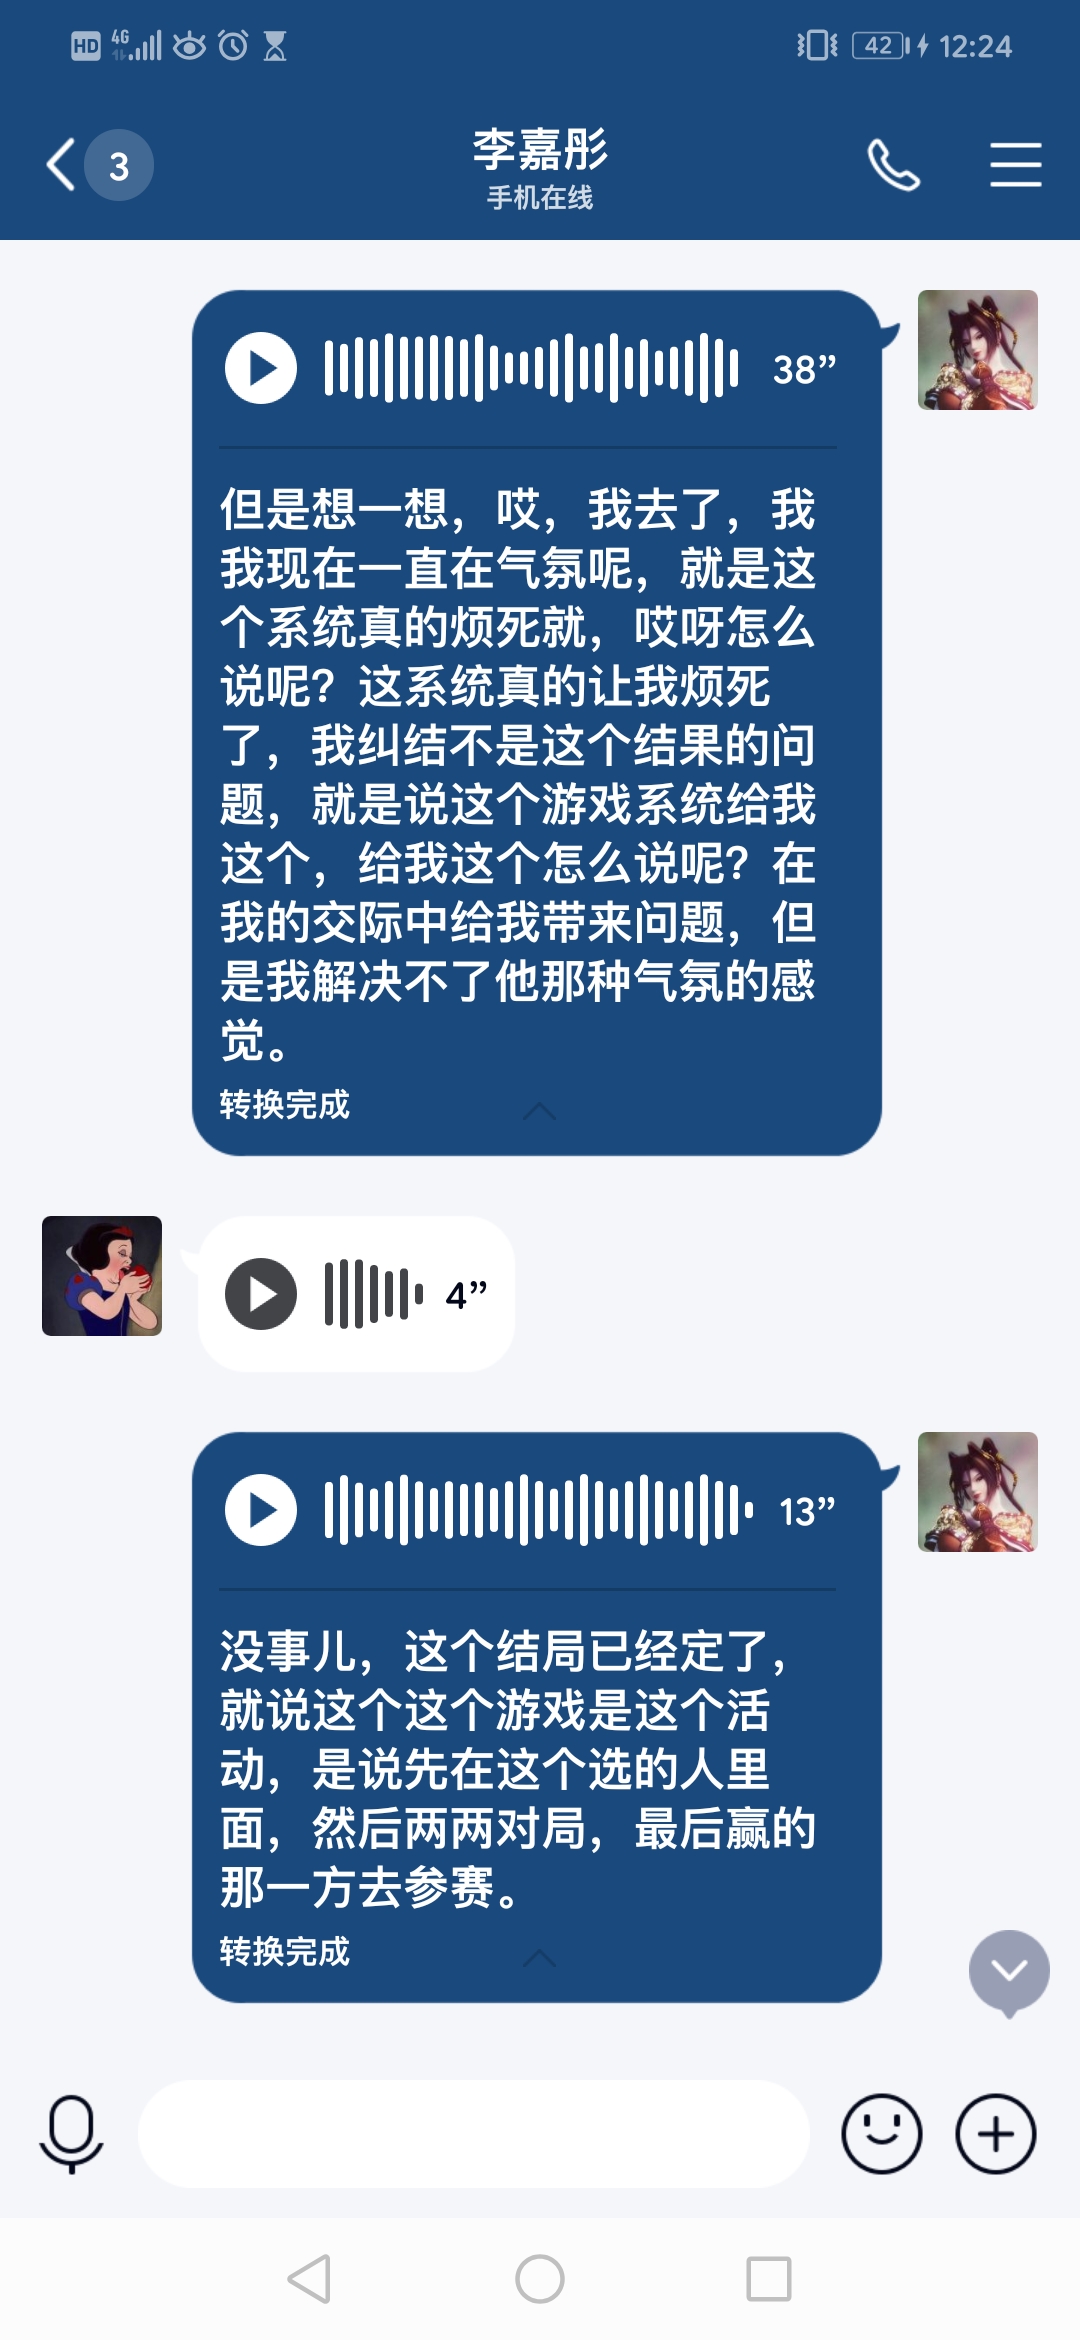 HD 4G 42 12:24
3
李嘉彤
手机在线
38”
但是想一想，哎，我去了，我
我现在一直在气氛呢，就是这
个系统真的烦死就，哎呀怎么
说呢？这系统真的让我烦死
了，我纠结不是这个结果的问
题，就是说这个游戏系统给我
这个，给我这个怎么说呢？在
我的交际中给我带来问题，但
是我解决不了他那种气氛的感
觉。
转换完成
4”
13”
没事儿，这个结局已经定了，
就说这个这个游戏是这个活
动，是说先在这个选的人里
面，然后两两对局，最后赢的
那一方去参赛。
转换完成